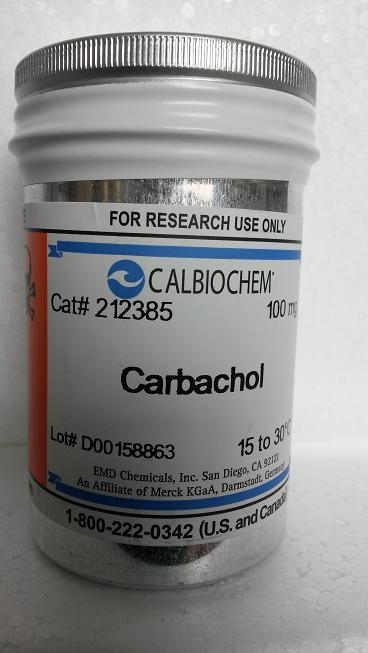 FOR RESEARCH USE ONLY
CALBIOCHEM®
Cat# 212385 100 mg
Carbachol
Lot# D00158863 15 to 30°C
EMD Chemicals, Inc. San Diego, CA 92121
An Affiliate of Merck KGaA, Darmstadt, Germany
1-800-222-0342 (U.S. and Canada